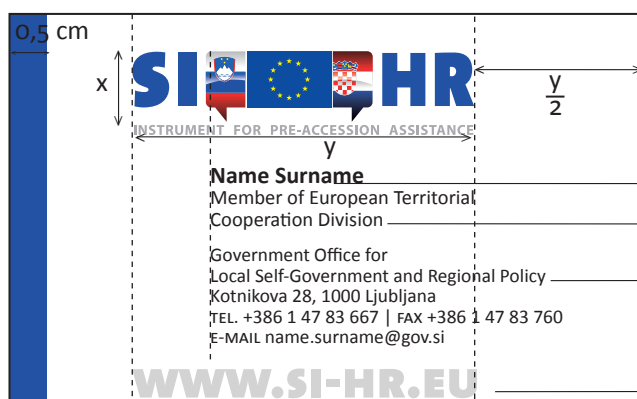 0,5 cm
SI HR
x
y
2
INSTRUMENT FOR PRE-ACCESSION ASSISTANCE
y
Name Surname
Member of European Territorial
Cooperation Division
Government Office for
Local Self-Government and Regional Policy
Kotnikova 28, 1000 Ljubljana
TEL. +386 1 47 83 667 | FAX +386 1 47 83 760
E-MAIL name.surname@gov.si
WWW.SI-HR.EU